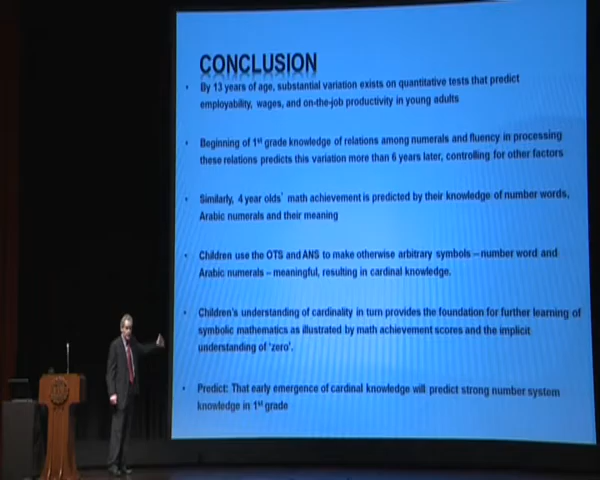 CONCLUSION
• By 13 years of age, substantial variation exists on quantitative tests that predict
employability, wages, and on-the-job productivity in young adults
• Beginning of 1st grade knowledge of relations among numerals and fluency in processing
these relations predicts this variation more than 6 years later, controlling for other factors
• Similarly, 4 year olds' math achievement is predicted by their knowledge of number words,
Arabic numerals and their meaning
• Children use the OTS and ANS to make otherwise arbitrary symbols – number word and
Arabic numerals – meaningful, resulting in cardinal knowledge.
• Children's understanding of cardinality in turn provides the foundation for further learning of
symbolic mathematics as illustrated by math achievement scores and the implicit
understanding of 'zero'.
• Predict: That early emergence of cardinal knowledge will predict strong number system
knowledge in 1st grade